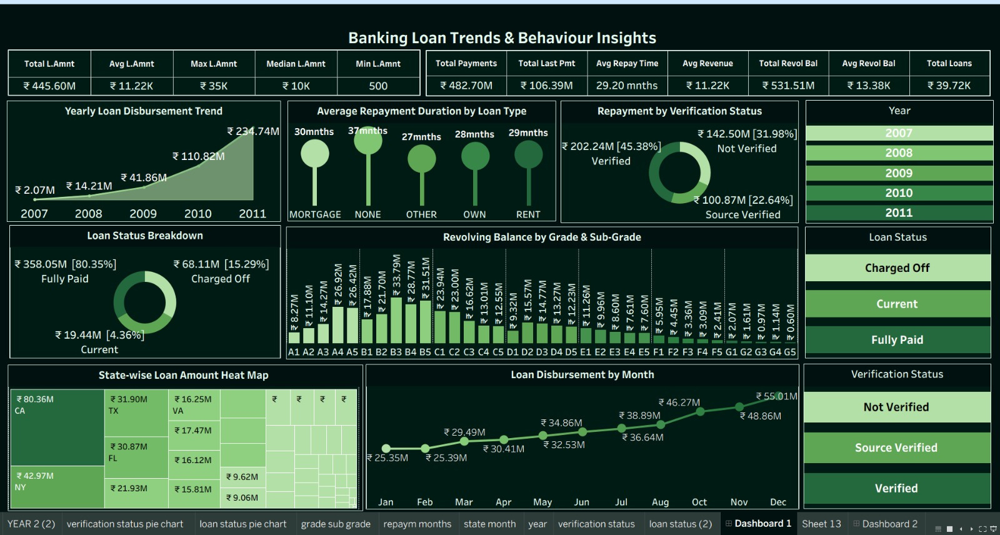 Banking Loan Trends & Behaviour Insights
Total L.Amnt Avg L.Amnt Max L.Amnt Median L.Amnt Min L.Amnt
₹ 445.60M ₹ 11.22K ₹ 35K ₹ 10K 500
Total Payments Total Last Pmt Avg Repay Time Avg Revenue Total Revol Bal Avg Revol Bal Total Loans
₹ 482.70M ₹ 106.39M 29.20 mnths ₹ 11.22K ₹ 531.51M ₹ 13.38K ₹ 39.72K
Yearly Loan Disbursement Trend
₹ 234.74M
₹ 110.82M
₹ 41.86M
₹ 14.21M
₹ 2.07M
2007 2008 2009 2010 2011
Average Repayment Duration by Loan Type
30mnths 37mnths 27mnths 28mnths 29mnths
MORTGAGE NONE OTHER OWN RENT
Repayment by Verification Status
₹ 142.50M [31.98%]
Not Verified
₹ 202.24M [45.38%]
Verified
₹ 100.87M [22.64%]
Source Verified
Year
2007
2008
2009
2010
2011
Loan Status Breakdown
₹ 358.05M [80.35%]
Fully Paid
₹ 68.11M [15.29%]
Charged Off
₹ 19.44M [4.36%]
Current
Revolving Balance by Grade & Sub-Grade
₹ 8.27M ₹ 11.10M ₹ 14.27M ₹ 26.92M ₹ 26.42M ₹ 17.88M ₹ 21.70M ₹ 33.79M ₹ 28.77M ₹ 31.51M ₹ 23.94M ₹ 23.00M ₹ 16.62M ₹ 13.01M ₹ 12.55M ₹ 9.32M ₹ 15.57M ₹ 14.77M ₹ 13.27M ₹ 12.23M ₹ 11.26M ₹ 9.96M ₹ 8.60M ₹ 7.61M ₹ 7.60M ₹ 5.95M ₹ 4.45M ₹ 3.36M ₹ 3.09M ₹ 2.41M ₹ 2.07M ₹ 1.61M ₹ 0.97M ₹ 1.14M ₹ 0.60M
A1 A2 A3 A4 A5 B1 B2 B3 B4 B5 C1 C2 C3 C4 C5 D1 D2 D3 D4 D5 E1 E2 E3 E4 E5 F1 F2 F3 F4 F5 G1 G2 G3 G4 G5
Loan Status
Charged Off
Current
Fully Paid
State-wise Loan Amount Heat Map
₹ 80.36M
CA
₹ 42.97M
NY
₹ 31.90M
TX
₹ 30.87M
FL
₹ 21.93M
₹ 16.25M
VA
₹ 17.47M
₹ 16.12M
₹ 15.81M
₹ 9.62M
₹ 9.06M
₹ ₹ ₹ ₹
Loan Disbursement by Month
₹ 25.35M
₹ 25.39M
₹ 29.49M
₹ 30.41M
₹ 34.86M
₹ 32.53M
₹ 38.89M
₹ 36.64M
₹ 46.27M
₹ 48.86M
₹ 55.01M
Jan Feb Mar Apr May Jun Jul Aug Oct Nov Dec
Verification Status
Not Verified
Source Verified
Verified
YEAR 2 (2) verification status pie chart loan status pie chart grade sub grade repaym months state month year verification status loan status (2) Dashboard 1 Sheet 13 Dashboard 2